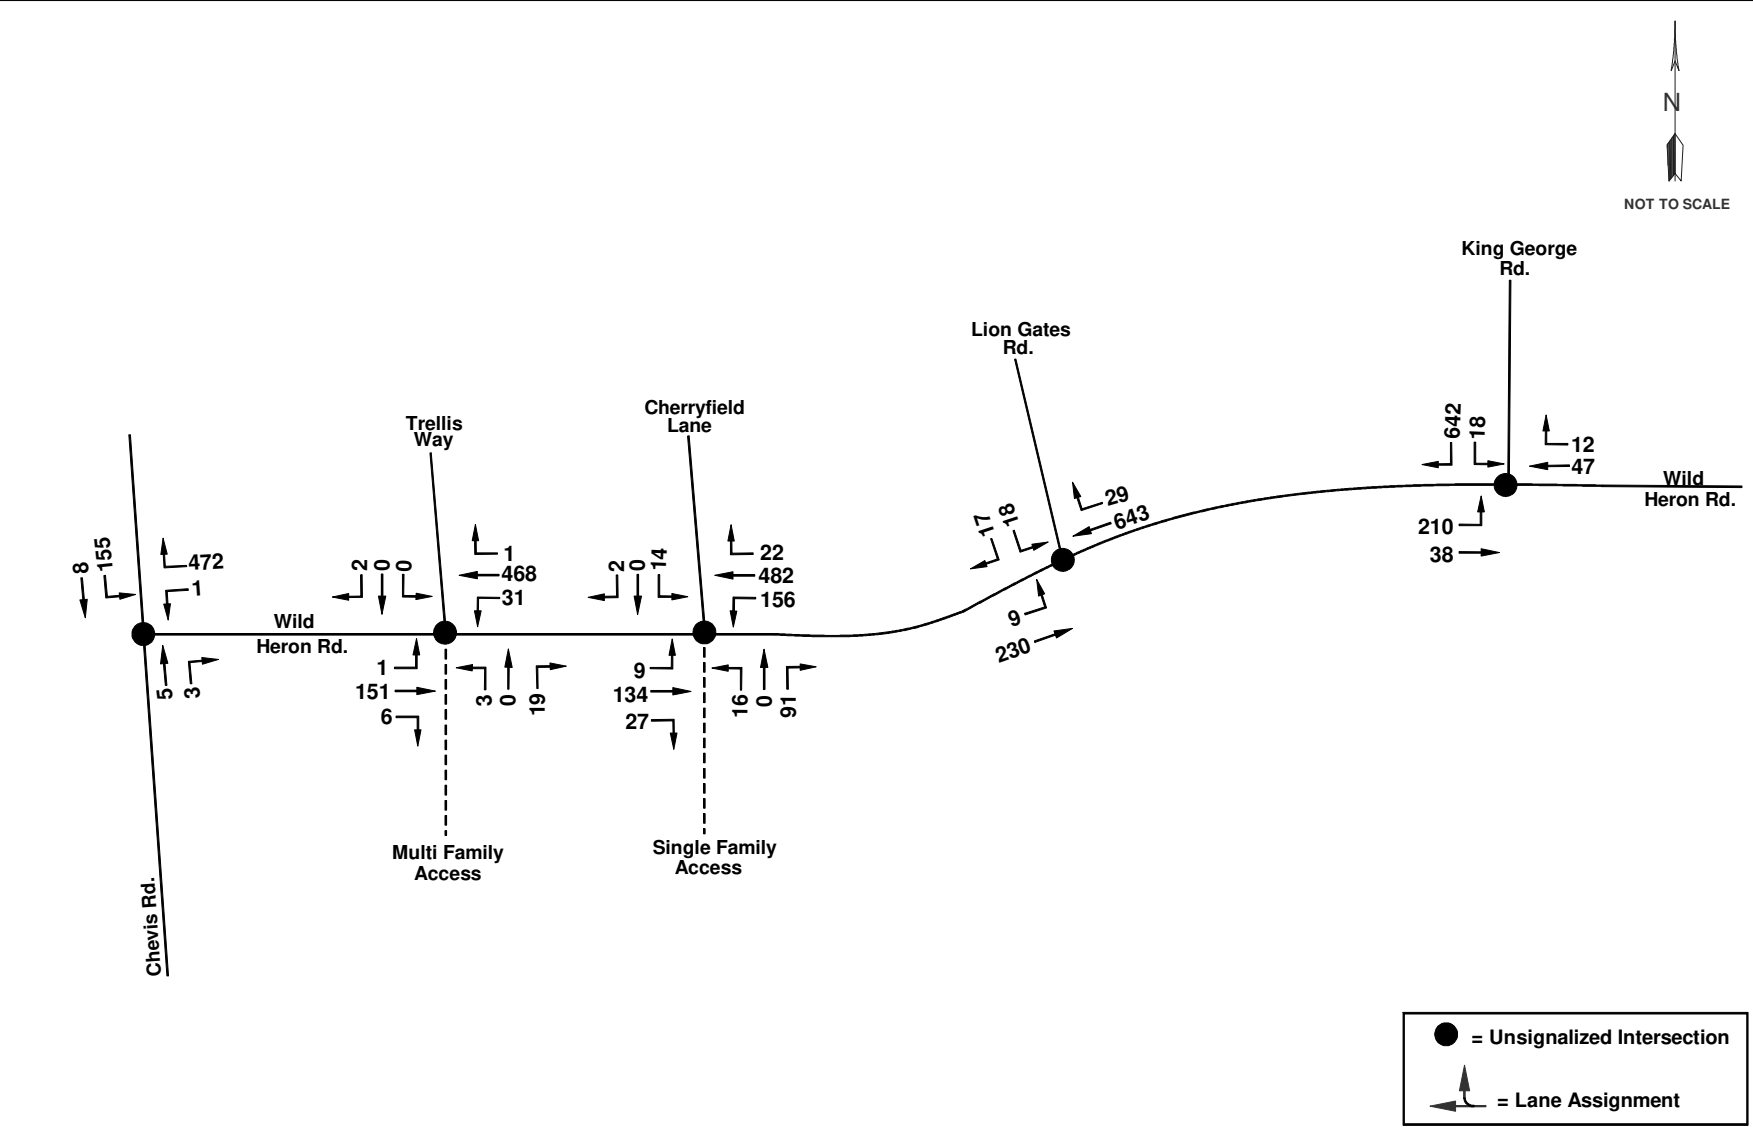 N
NOT TO SCALE
King George
Rd.
642
18
12
47
Wild
Heron Rd.
210
38
Lion Gates
Rd.
17
18
29
643
9
230
Cherryfield
Lane
2
0
14
22
482
156
9
134
27
16
0
91
Single Family
Access
Trellis
Way
2
0
0
1
468
31
1
151
6
3
0
19
Multi Family
Access
8
155
472
1
Wild
Heron Rd.
5
3
Chevis Rd.
= Unsignalized Intersection
= Lane Assignment